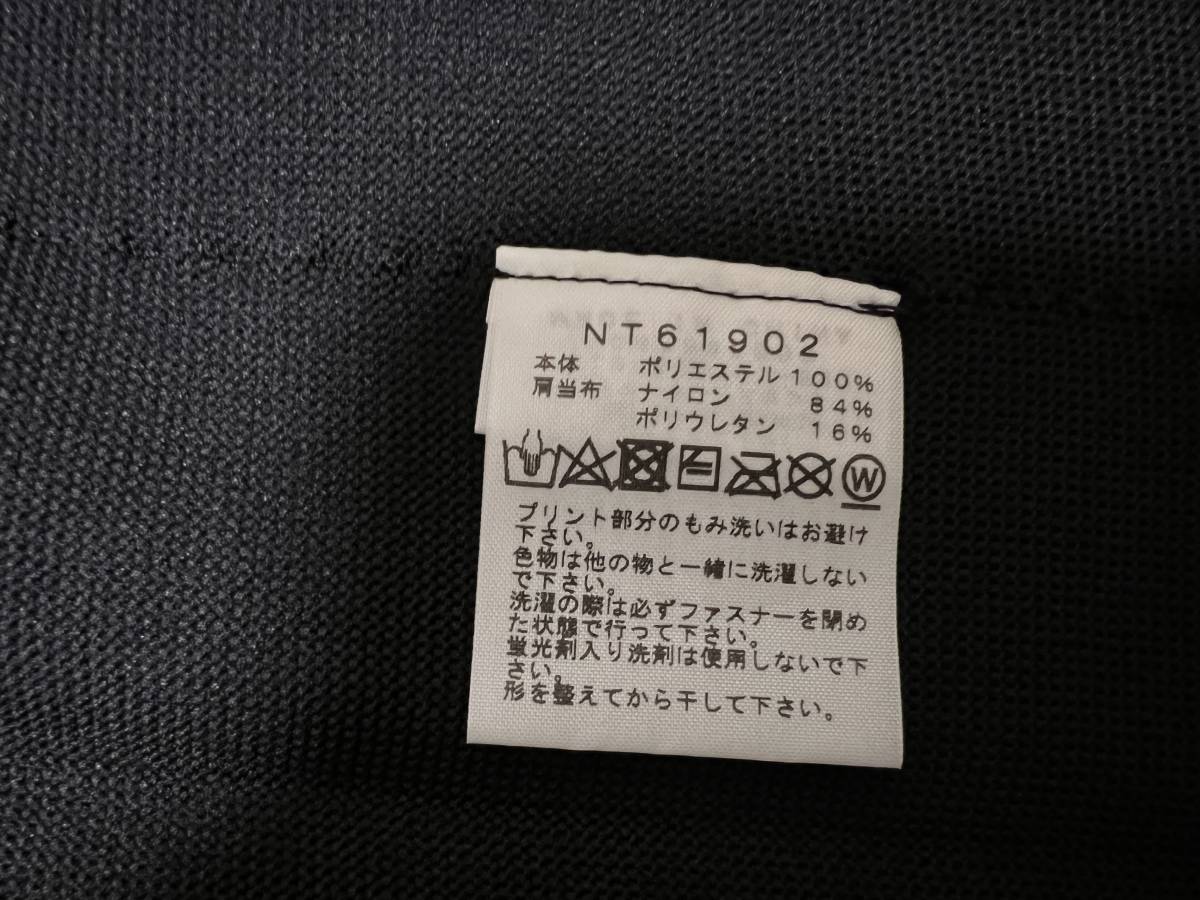 NT61902
本体 ポリエステル 100%
肩当布 ナイロン 84%
ポリウレタン 16%
W
プリント部分のもみ洗いはお避け
下さい。
色物は他の物と一緒に洗濯しない
で下さい。
洗濯の際は必ずファスナーを閉め
た状態で行って下さい。
蛍光剤入り洗剤は使用しないで下
さい。
形を整えてから干して下さい。